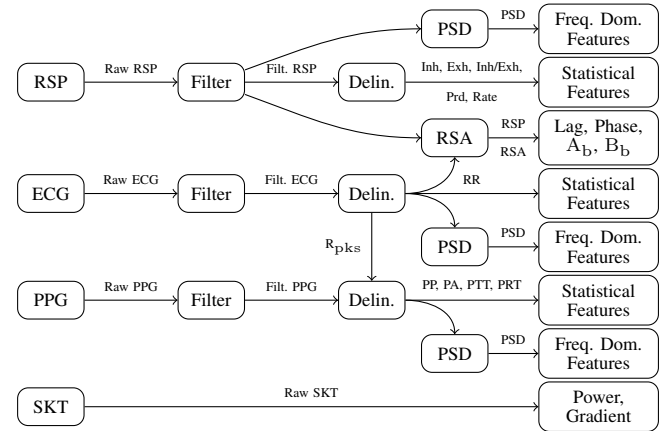 PSD
PSD
Freq. Dom.
Features
RSP
Raw RSP
Filter
Filt. RSP
Delin.
Inh, Exh, Inh/Exh,
Prd, Rate
Statistical
Features
RSA
RSP
RSA
Lag, Phase,
A_b, B_b
ECG
Raw ECG
Filter
Filt. ECG
Delin.
RR
Statistical
Features
R_pks
PSD
PSD
Freq. Dom.
Features
PPG
Raw PPG
Filter
Filt. PPG
Delin.
PP, PA, PTT, PRT
Statistical
Features
PSD
PSD
Freq. Dom.
Features
SKT
Raw SKT
Power,
Gradient